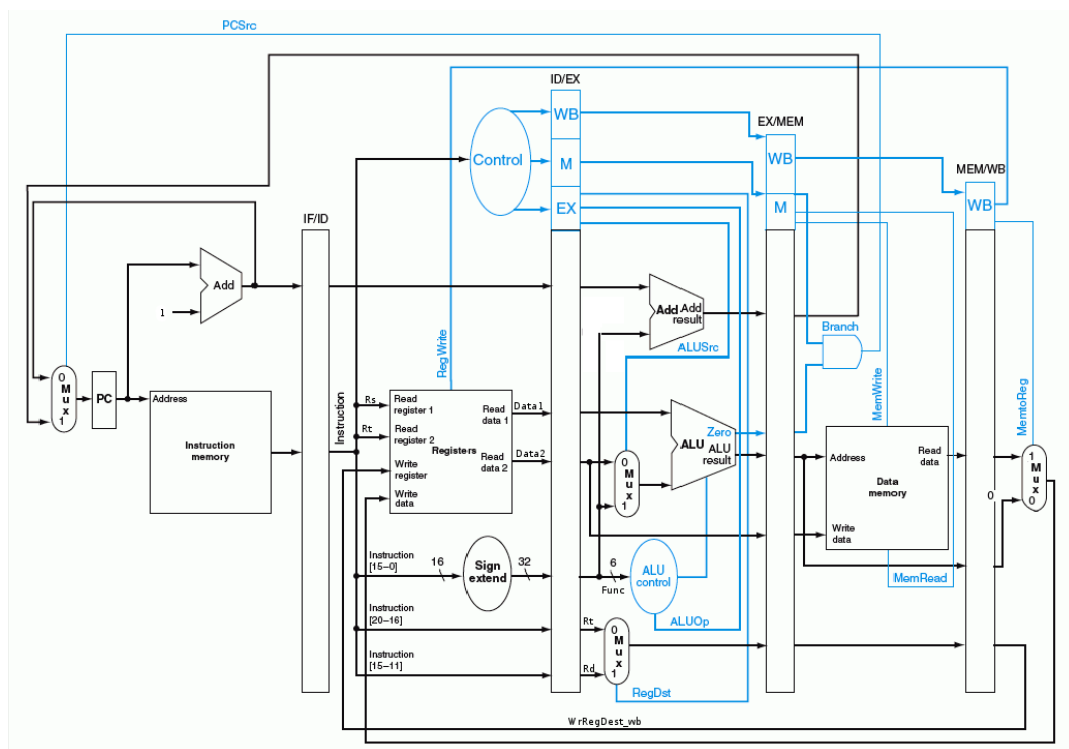 PCSrc
ID/EX
WB
EX/MEM
Control
M
WB
MEM/WB
EX
M
WB
IF/ID
Add
1
Add Add
result
Branch
ALUSrc
RegWrite
MemWrite
MemtoReg
0
Mux
1
PC
Address
Instruction
memory
Instruction
Rs
Read
register 1
Read
data 1
Data1
Rt
Read
register 2
Registers
Write
register
Read
data 2
Data2
Write
data
0
Mux
1
Zero
ALU
ALU
result
Address
Read
data
Data
memory
Write
data
1
Mux
0
0
Instruction
[15-0]
16
Sign
extend
32
6
Func
ALU
control
MemRead
ALUOp
Instruction
[20-16]
Rt
0
Mux
1
Instruction
[15-11]
Rd
RegDst
WrRegDest_wb